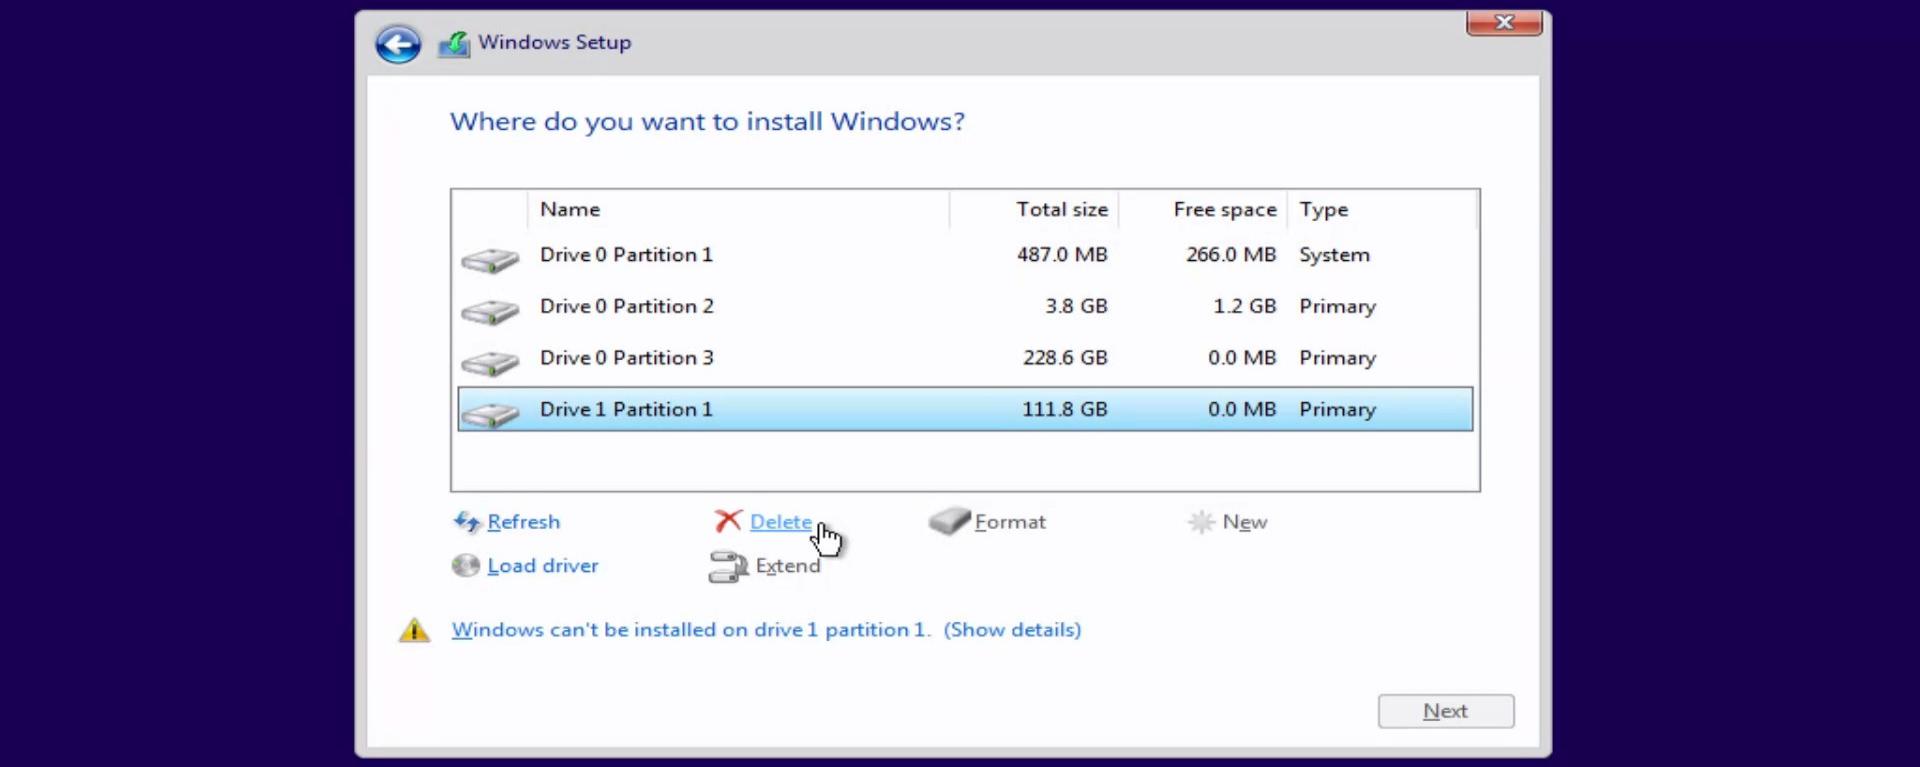 Windows Setup
Where do you want to install Windows?
Name Total size Free space Type
Drive 0 Partition 1 487.0 MB 266.0 MB System
Drive 0 Partition 2 3.8 GB 1.2 GB Primary
Drive 0 Partition 3 228.6 GB 0.0 MB Primary
Drive 1 Partition 1 111.8 GB 0.0 MB Primary
Refresh Delete Format New
Load driver Extend
Windows can't be installed on drive 1 partition 1. (Show details)
Next